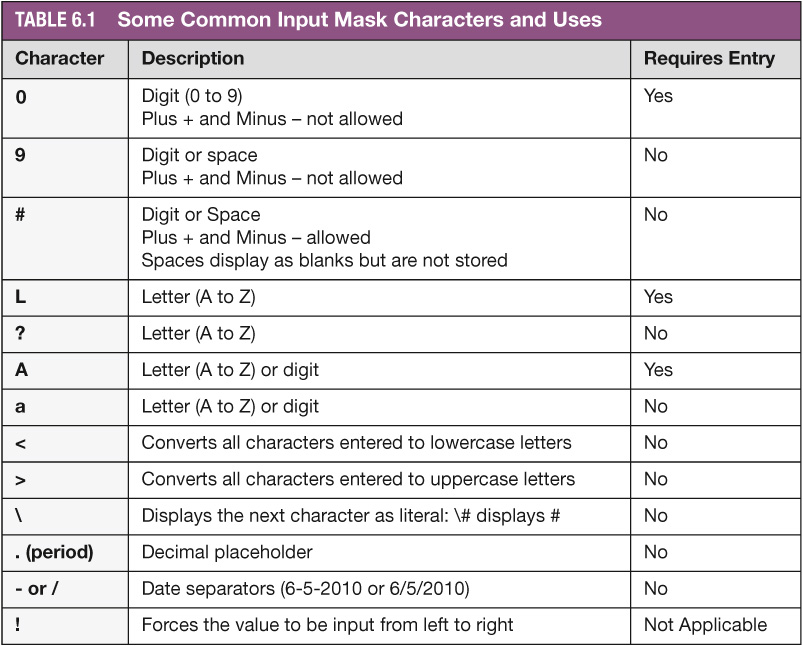 TABLE 6.1 Some Common Input Mask Characters and Uses
Character Description Requires Entry
0 Digit (0 to 9) Yes
Plus + and Minus – not allowed
9 Digit or space No
Plus + and Minus – not allowed
# Digit or Space No
Plus + and Minus – allowed
Spaces display as blanks but are not stored
L Letter (A to Z) Yes
? Letter (A to Z) No
A Letter (A to Z) or digit Yes
a Letter (A to Z) or digit No
< Converts all characters entered to lowercase letters No
> Converts all characters entered to uppercase letters No
\ Displays the next character as literal: \# displays # No
. (period) Decimal placeholder No
- or / Date separators (6-5-2010 or 6/5/2010) No
! Forces the value to be input from left to right Not Applicable